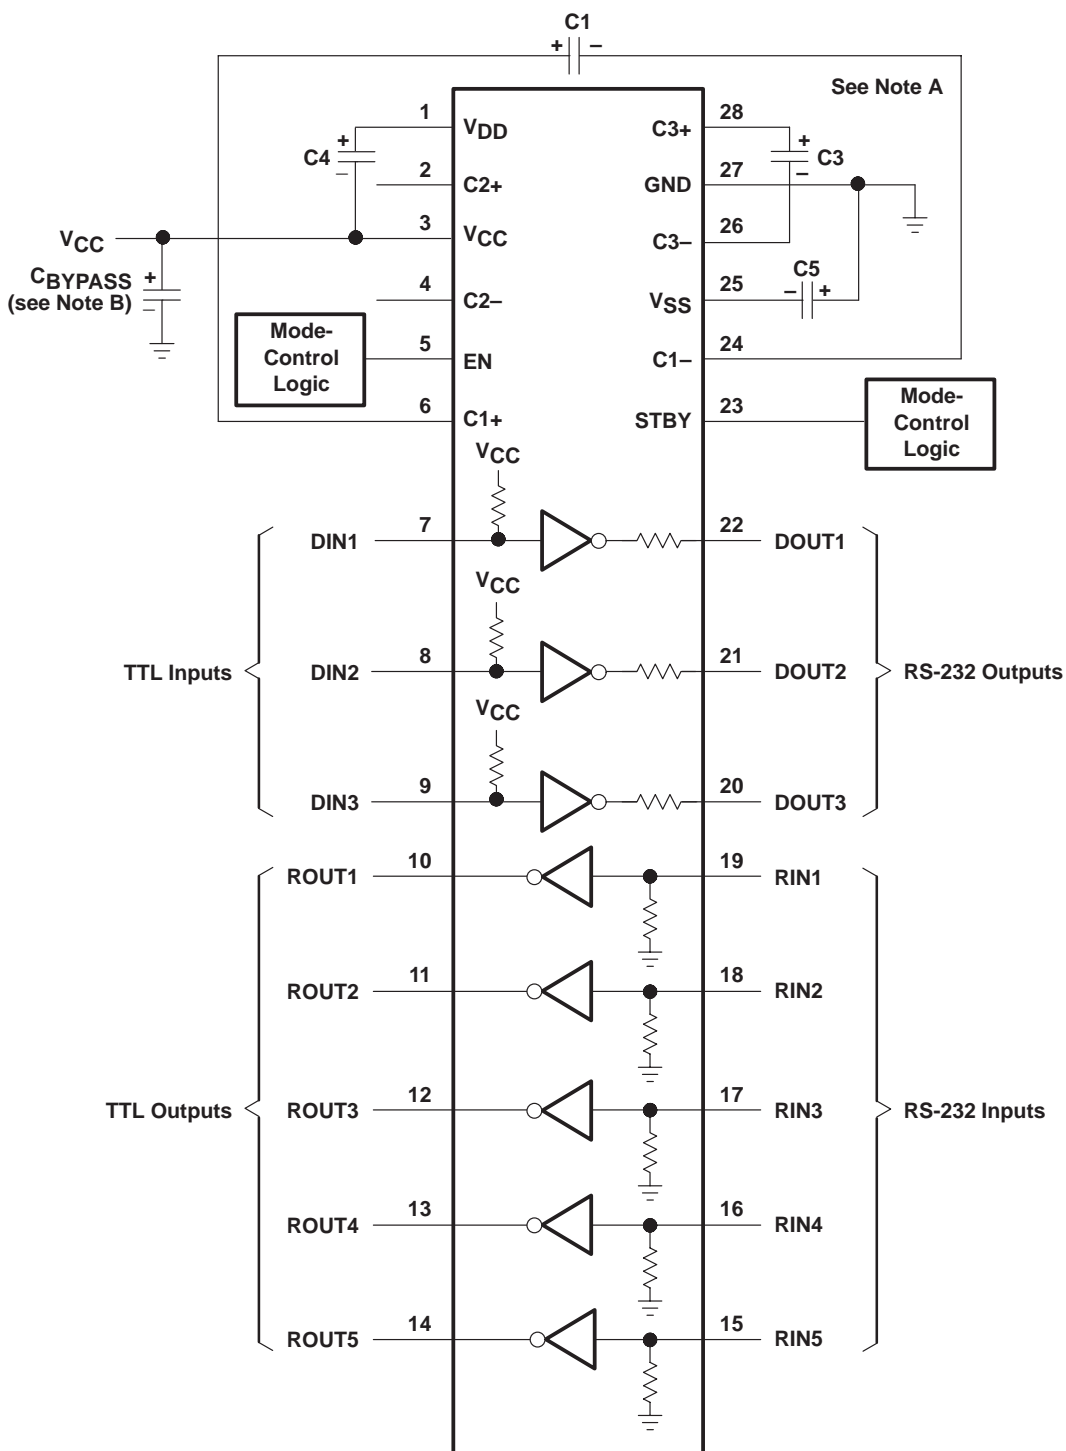 C1
+ –
See Note A
1 VDD C3+ 28
C4 + – + C3 –
2 C2+ GND 27
VCC 3 VCC C3– 26
CBYPASS + –
(see Note B)
C5
4 C2– VSS 25 – +
Mode-
Control
Logic
5 EN C1– 24
6 C1+ STBY 23
Mode-
Control
Logic
VCC
DIN1 7 22 DOUT1
VCC
TTL Inputs DIN2 8 21 DOUT2 RS-232 Outputs
VCC
DIN3 9 20 DOUT3
ROUT1 10 19 RIN1
ROUT2 11 18 RIN2
TTL Outputs ROUT3 12 17 RIN3 RS-232 Inputs
ROUT4 13 16 RIN4
ROUT5 14 15 RIN5